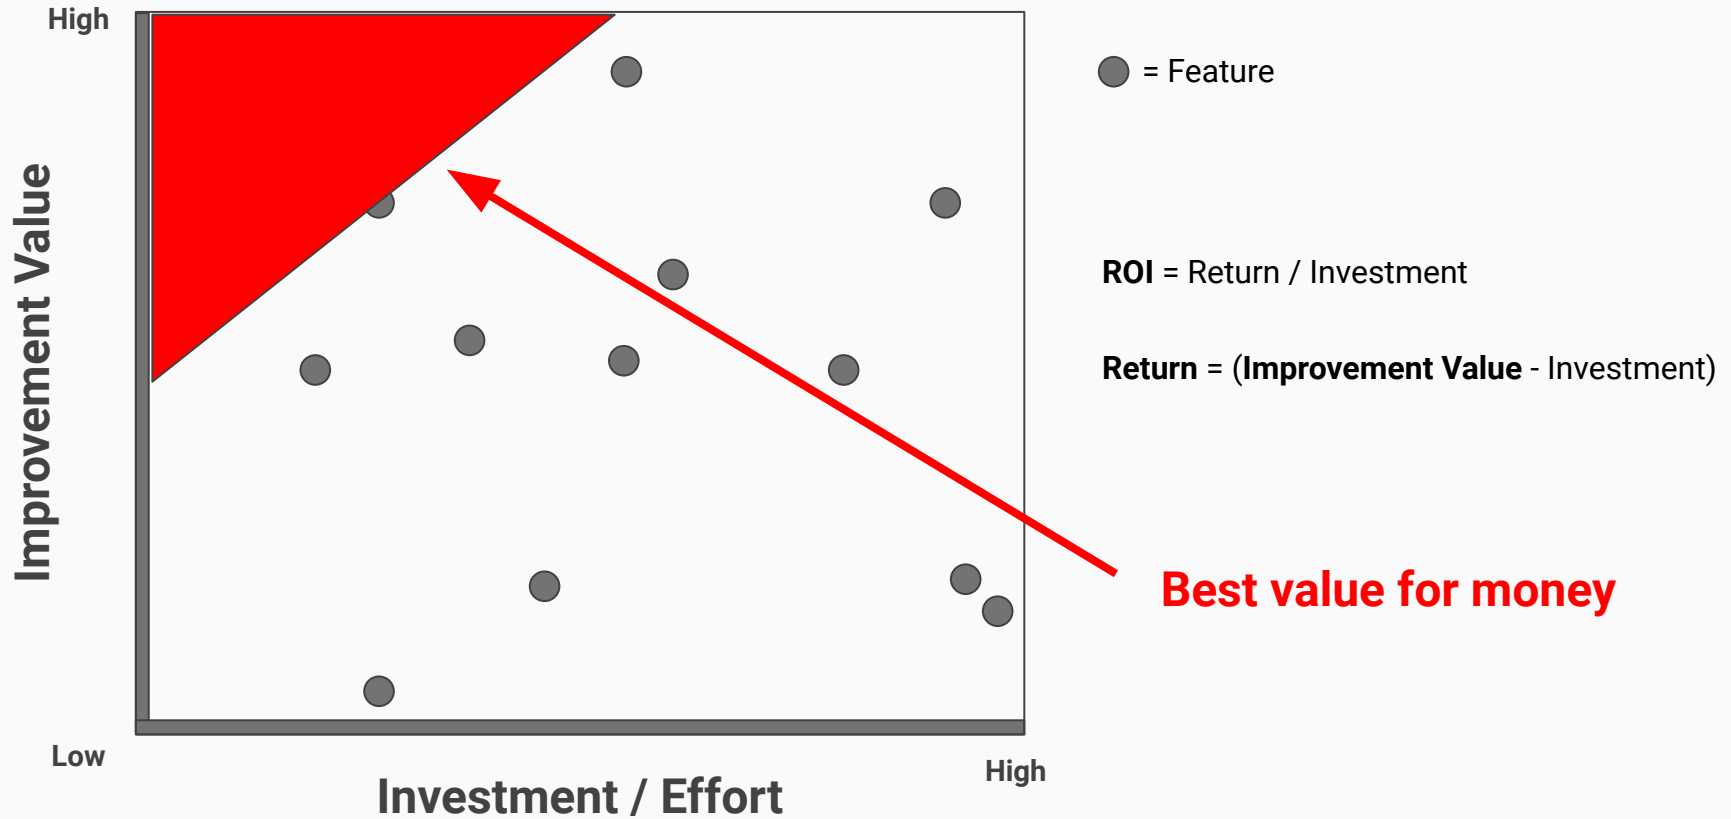 High
= Feature
Improvement Value
ROI = Return / Investment
Return = (Improvement Value - Investment)
Best value for money
Low
High
Investment / Effort